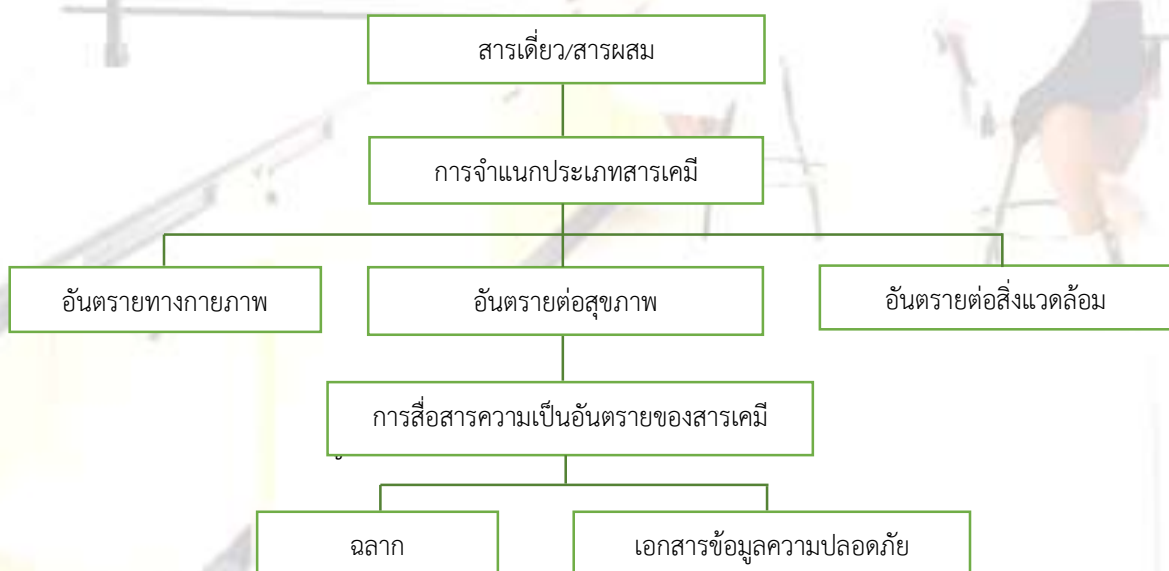 สารเดี่ยว/สารผสม
การจำแนกประเภทสารเคมี
อันตรายทางกายภาพ
อันตรายต่อสุขภาพ
อันตรายต่อสิ่งแวดล้อม
การสื่อสารความเป็นอันตรายของสารเคมี
ฉลาก
เอกสารข้อมูลความปลอดภัย